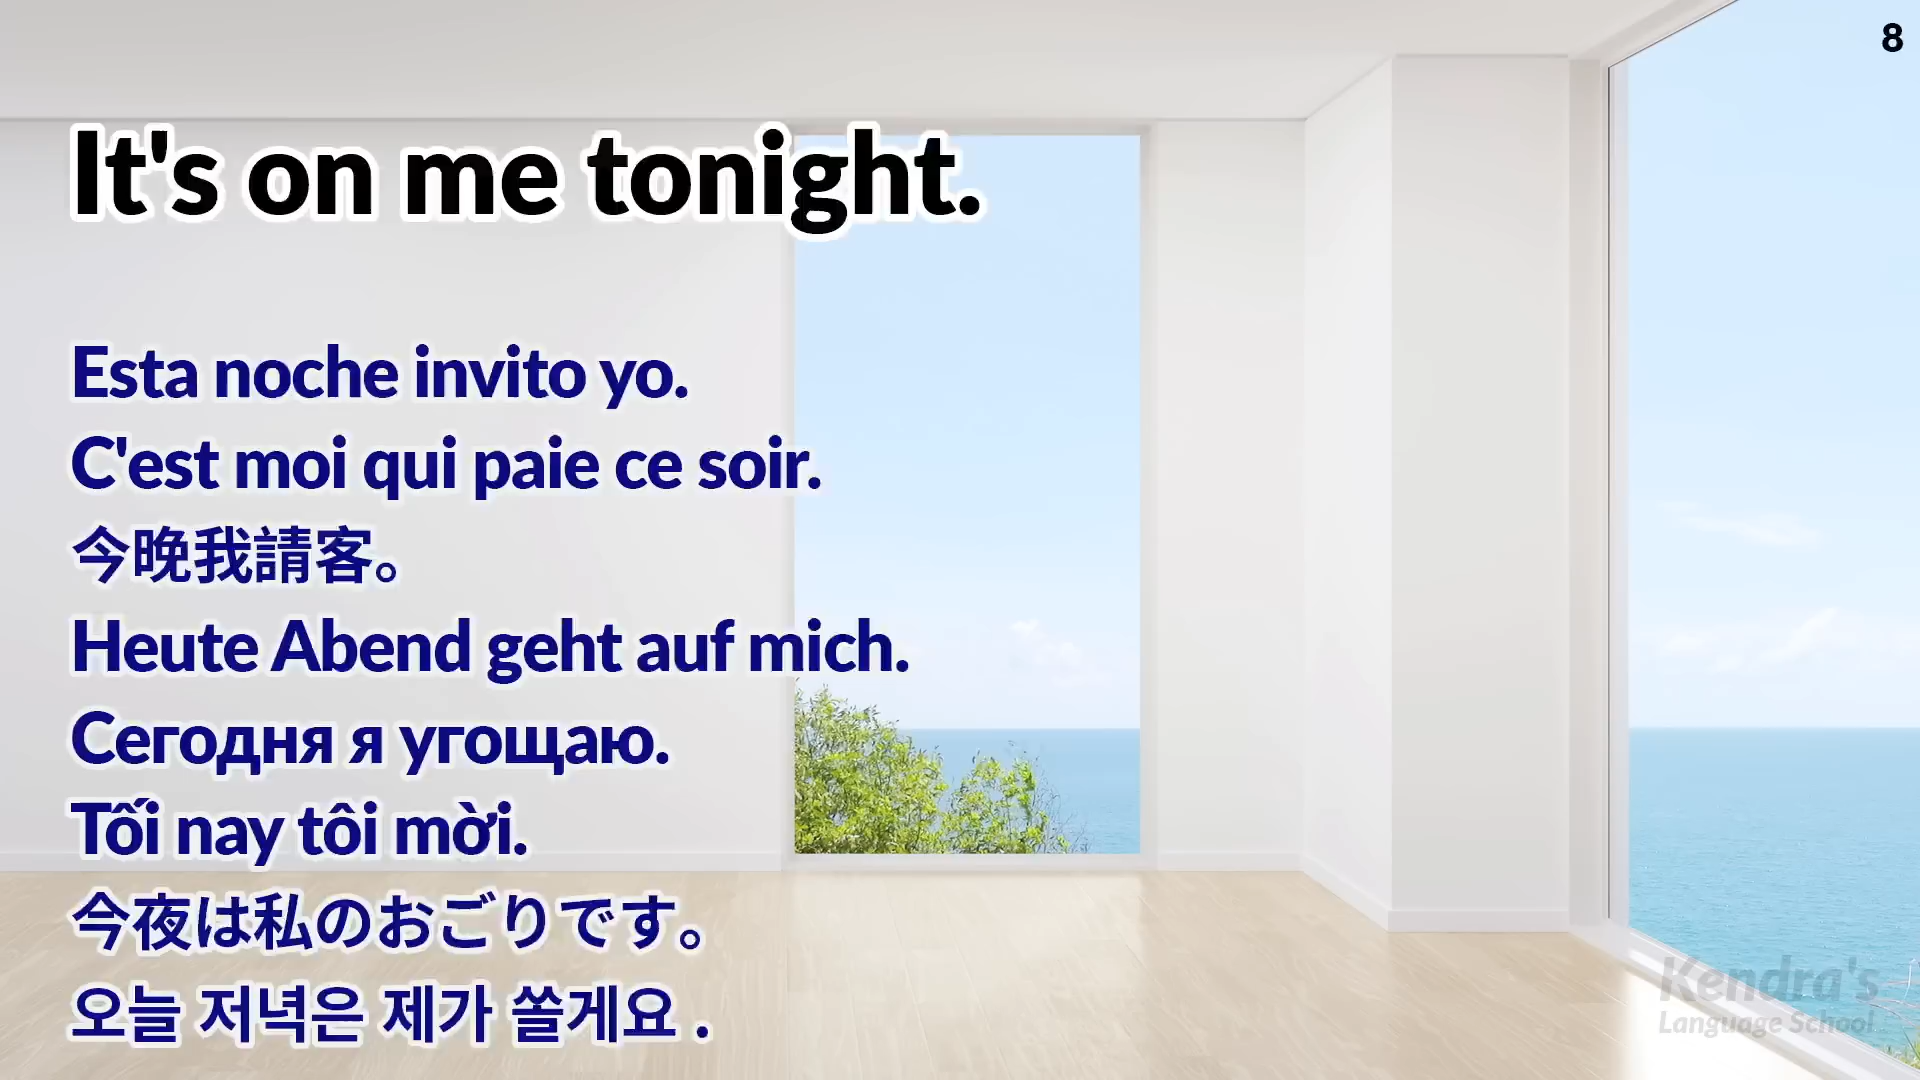 8
It's on me tonight.
Esta noche invito yo.
C'est moi qui paie ce soir.
今晚我請客。
Heute Abend geht auf mich.
Сегодня я угощаю.
Tối nay tôi mời.
今夜は私のおごりです。
오늘 저녁은 제가 쏠게요 .
Kendra's
Language School